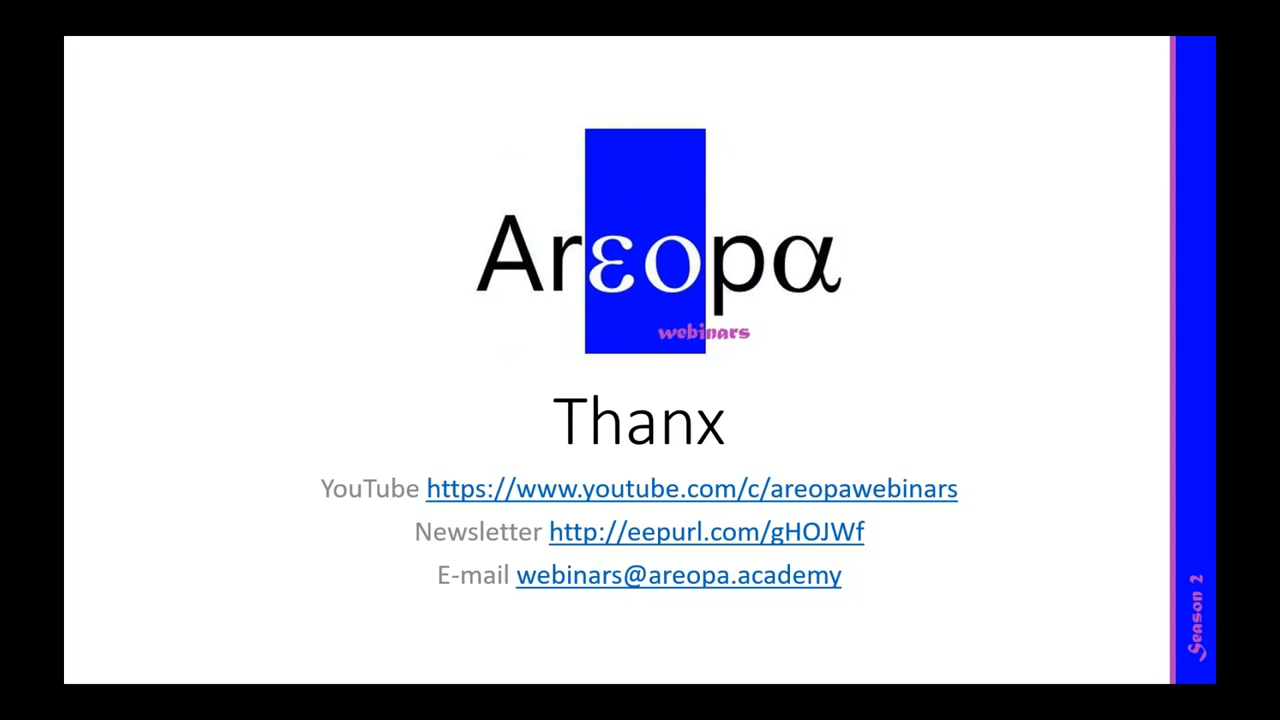 Arεopα
webinars
Thanx
YouTube https://www.youtube.com/c/areopawebinars
Newsletter http://eepurl.com/gHOJWf
E-mail webinars@areopa.academy
Season 2